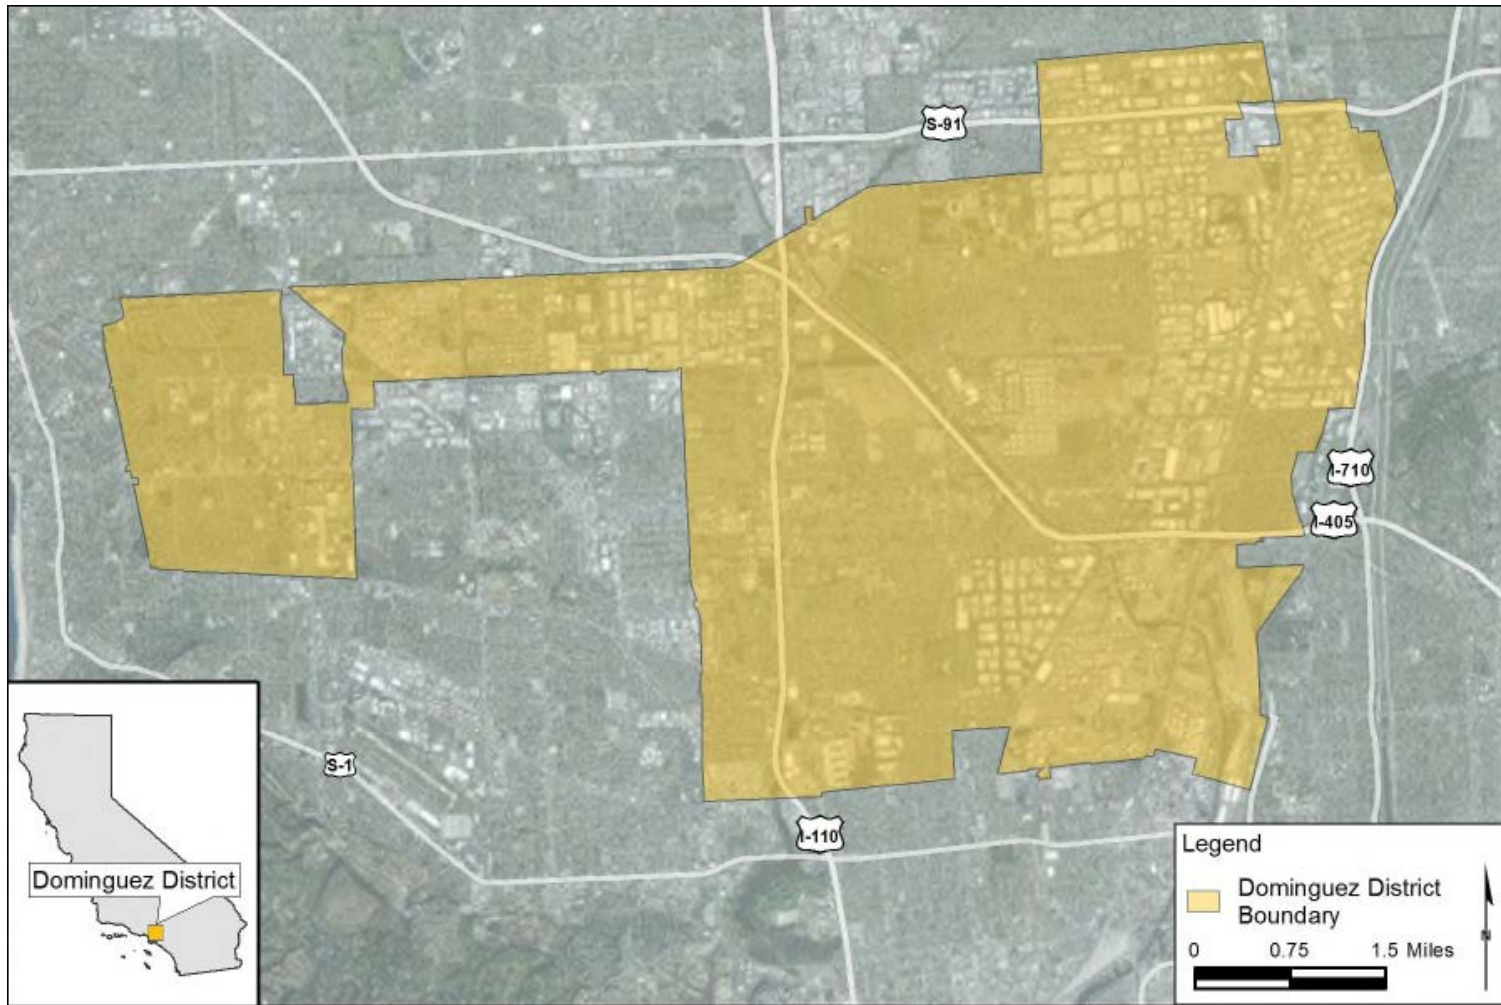 S-91
I-710
I-405
S-1
I-110
Dominguez District
Legend
Dominguez District
Boundary
0 0.75 1.5 Miles
N